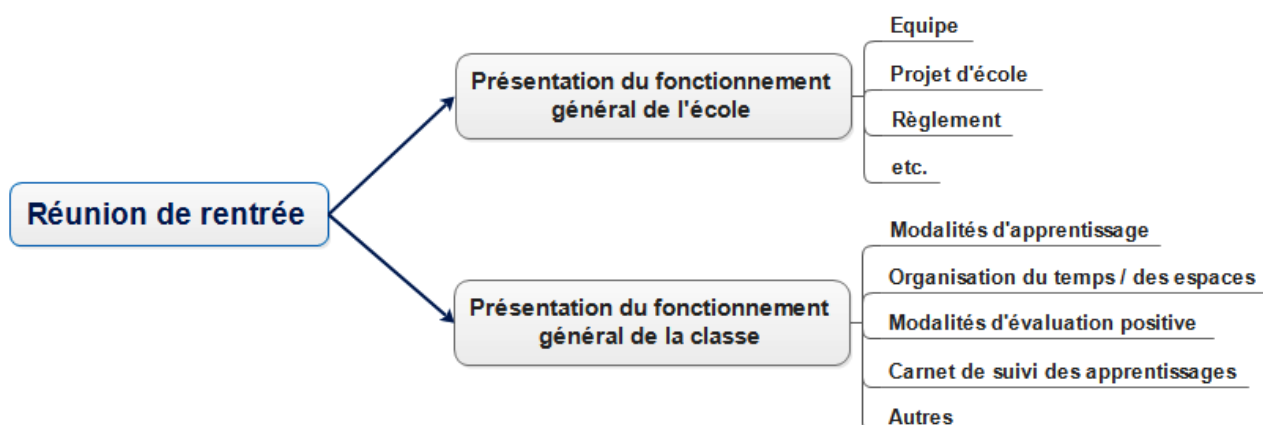 Réunion de rentrée
Présentation du fonctionnement
général de l'école
Equipe
Projet d'école
Règlement
etc.
Présentation du fonctionnement
général de la classe
Modalités d'apprentissage
Organisation du temps / des espaces
Modalités d'évaluation positive
Carnet de suivi des apprentissages
Autres